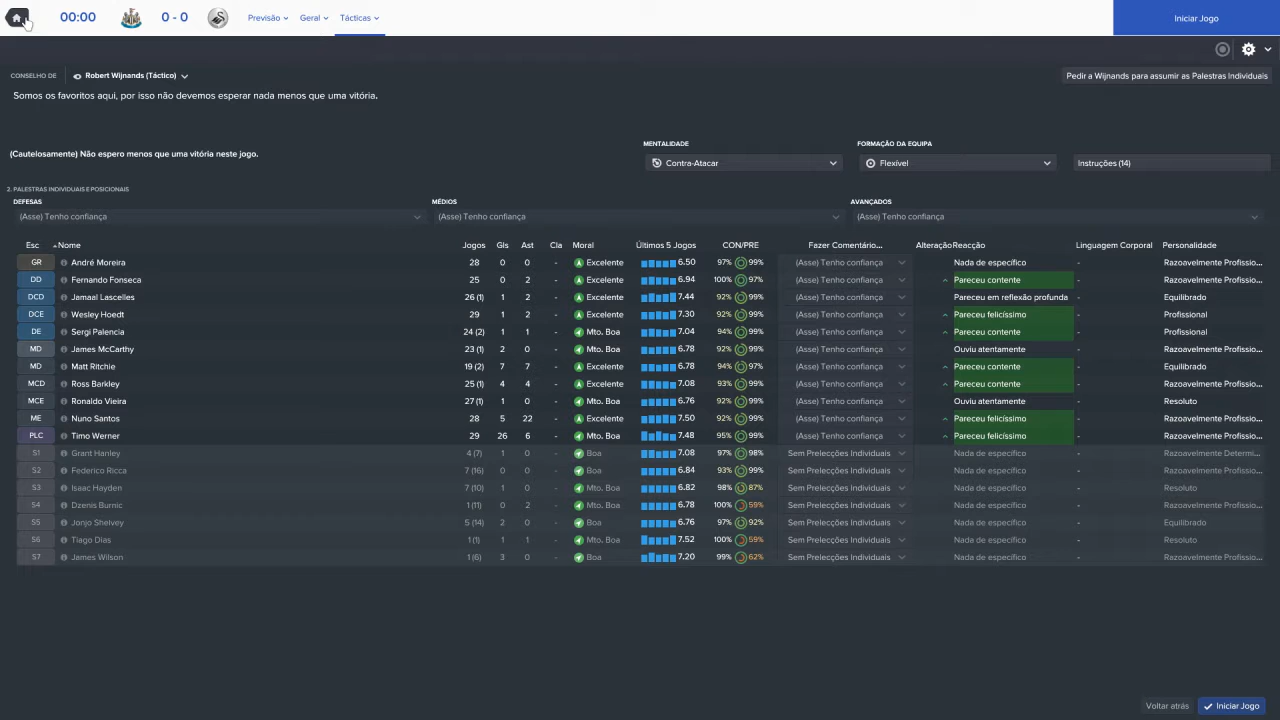 00:00 0 - 0 Previsão Geral Tácticas Iniciar Jogo
CONSELHO DE Robert Wijnands (Táctico) Pedir a Wijnands para assumir as Palestras Individuais
Somos os favoritos aqui, por isso não devemos esperar nada menos que uma vitória.
MENTALIDADE FORMAÇÃO DA EQUIPA
(Cautelosamente) Não espero menos que uma vitória neste jogo. Contra-Atacar Flexível Instruções (14)
2. PALESTRAS INDIVIDUAIS E POSICIONAIS
DEFESAS MÉDIOS AVANÇADOS
(Asse) Tenho confiança (Asse) Tenho confiança (Asse) Tenho confiança
Esc Nome Jogos Gls Ast Cla Moral Últimos 5 Jogos CON/PRE Fazer Comentário... Alteração Reacção Linguagem Corporal Personalidade
GR André Moreira 28 0 0 - Excelente 6.50 97% 99% (Asse) Tenho confiança Nada de específico - Razoavelmente Profissio...
DD Fernando Fonseca 25 0 2 - Excelente 6.94 100% 97% (Asse) Tenho confiança Pareceu contente - Razoavelmente Profissio...
DCD Jamaal Lascelles 26 (1) 1 2 - Excelente 7.44 92% 99% (Asse) Tenho confiança Pareceu em reflexão profunda - Equilibrado
DCE Wesley Hoedt 29 1 2 - Excelente 7.30 92% 99% (Asse) Tenho confiança Pareceu felicíssimo - Profissional
DE Sergi Palencia 24 (2) 1 1 - Mto. Boa 7.04 94% 99% (Asse) Tenho confiança Pareceu contente - Profissional
MD James McCarthy 23 (1) 2 0 - Mto. Boa 6.78 92% 99% (Asse) Tenho confiança Ouviu atentamente - Razoavelmente Profissio...
MD Matt Ritchie 19 (2) 7 7 - Excelente 6.78 94% 97% (Asse) Tenho confiança Pareceu contente - Equilibrado
MCD Ross Barkley 25 (1) 4 4 - Excelente 7.08 93% 99% (Asse) Tenho confiança Pareceu contente - Razoavelmente Profissio...
MCE Ronaldo Vieira 27 (1) 1 0 - Mto. Boa 6.76 92% 99% (Asse) Tenho confiança Ouviu atentamente - Resoluto
ME Nuno Santos 28 5 22 - Excelente 7.50 92% 99% (Asse) Tenho confiança Pareceu felicíssimo - Razoavelmente Profissio...
PLC Timo Werner 29 26 6 - Mto. Boa 7.48 95% 99% (Asse) Tenho confiança Pareceu felicíssimo - Razoavelmente Profissio...
S1 Grant Hanley 4 (7) 1 0 - Boa 7.08 97% 98% Sem Prelecções Individuais Nada de específico - Razoavelmente Determi...
S2 Federico Ricca 7 (16) 1 0 - Mto. Boa 6.84 93% 99% Sem Prelecções Individuais Nada de específico - Razoavelmente Profissio...
S3 Isaac Hayden 7 (10) 1 0 - Mto. Boa 6.82 98% 87% Sem Prelecções Individuais Nada de específico - Resoluto
S4 Dzenis Burnic 1 (11) 0 2 - Mto. Boa 6.78 100% 59% Sem Prelecções Individuais Nada de específico - Razoavelmente Profissio...
S5 Jonjo Shelvey 5 (14) 2 0 - Boa 6.76 97% 92% Sem Prelecções Individuais Nada de específico - Equilibrado
S6 Tiago Dias 1 (1) 1 1 - Mto. Boa 7.52 100% 59% Sem Prelecções Individuais Nada de específico - Resoluto
S7 James Wilson 1 (6) 3 0 - Boa 7.20 99% 62% Sem Prelecções Individuais Nada de específico - Razoavelmente Profissio...
Voltar atrás Iniciar Jogo